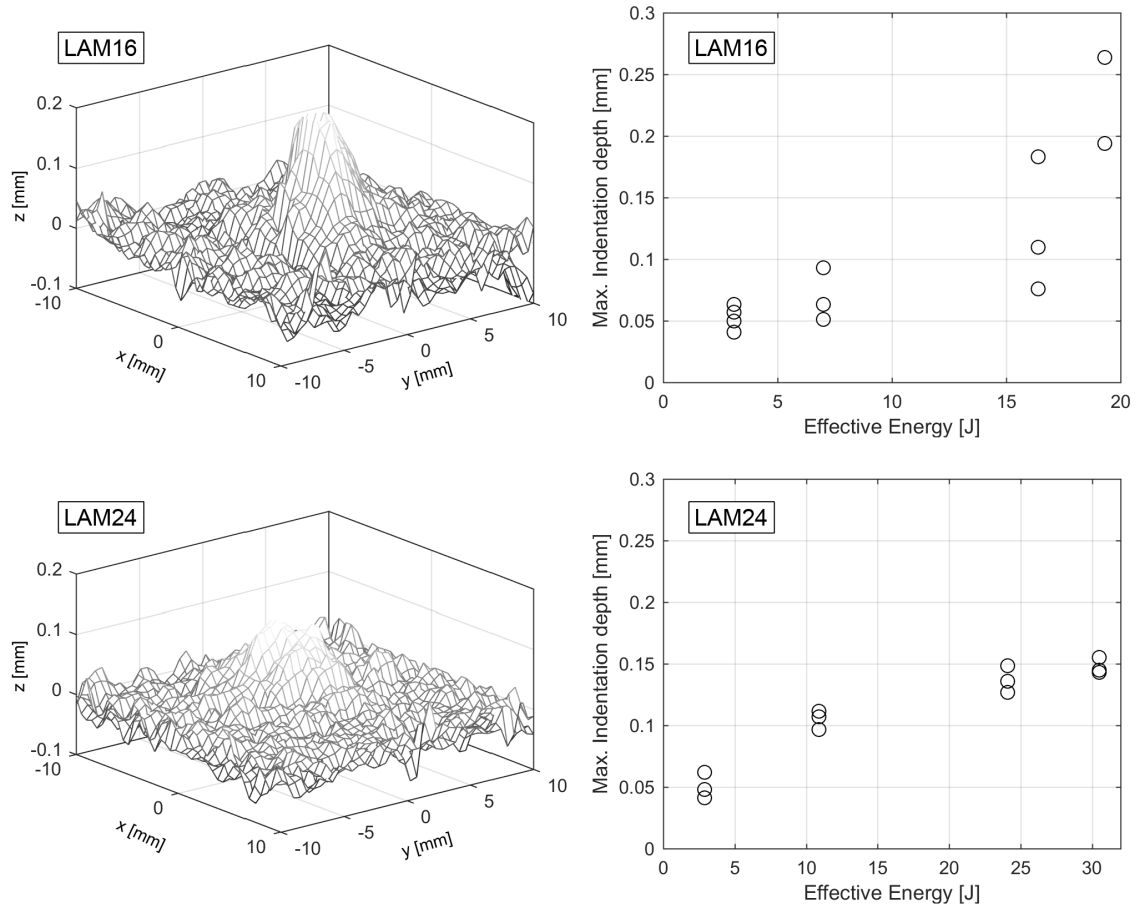 LAM16
0.2
0.1
0
-0.1
z [mm]
-10
0
10
x [mm]
-10
-5
0
5
10
y [mm]
LAM16
0.3
0.25
0.2
0.15
0.1
0.05
0
Max. Indentation depth [mm]
0 5 10 15 20
Effective Energy [J]
LAM24
0.2
0.1
0
-0.1
z [mm]
-10
0
10
x [mm]
-10
-5
0
5
10
y [mm]
LAM24
0.3
0.25
0.2
0.15
0.1
0.05
0
Max. Indentation depth [mm]
0 5 10 15 20 25 30
Effective Energy [J]